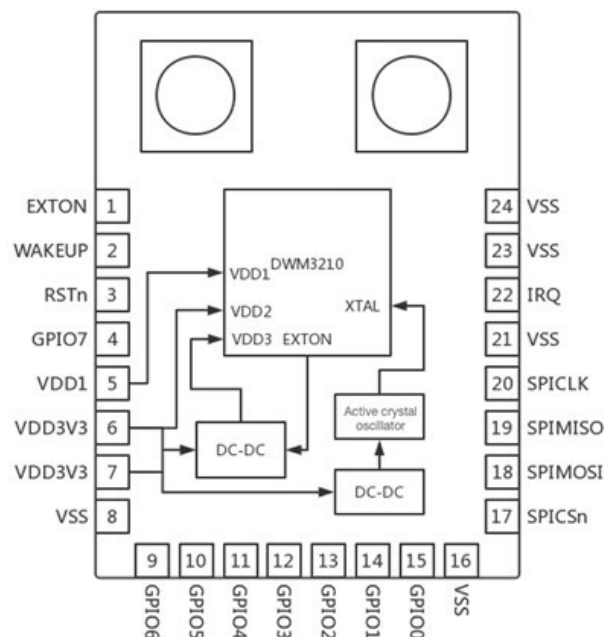 EXTON 1
WAKEUP 2
RSTn 3
GPIO7 4
VDD1 5
VDD3V3 6
VDD3V3 7
VSS 8
DWM3210
VDD1
VDD2
XTAL
VDD3 EXTON
Active crystal
oscillator
DC-DC
DC-DC
24 VSS
23 VSS
22 IRQ
21 VSS
20 SPICLK
19 SPIMISO
18 SPIMOSI
17 SPICSn
9 10 11 12 13 14 15 16
GPIO6
GPIO5
GPIO4
GPIO3
GPIO2
GPIO1
GPIO0
VSS